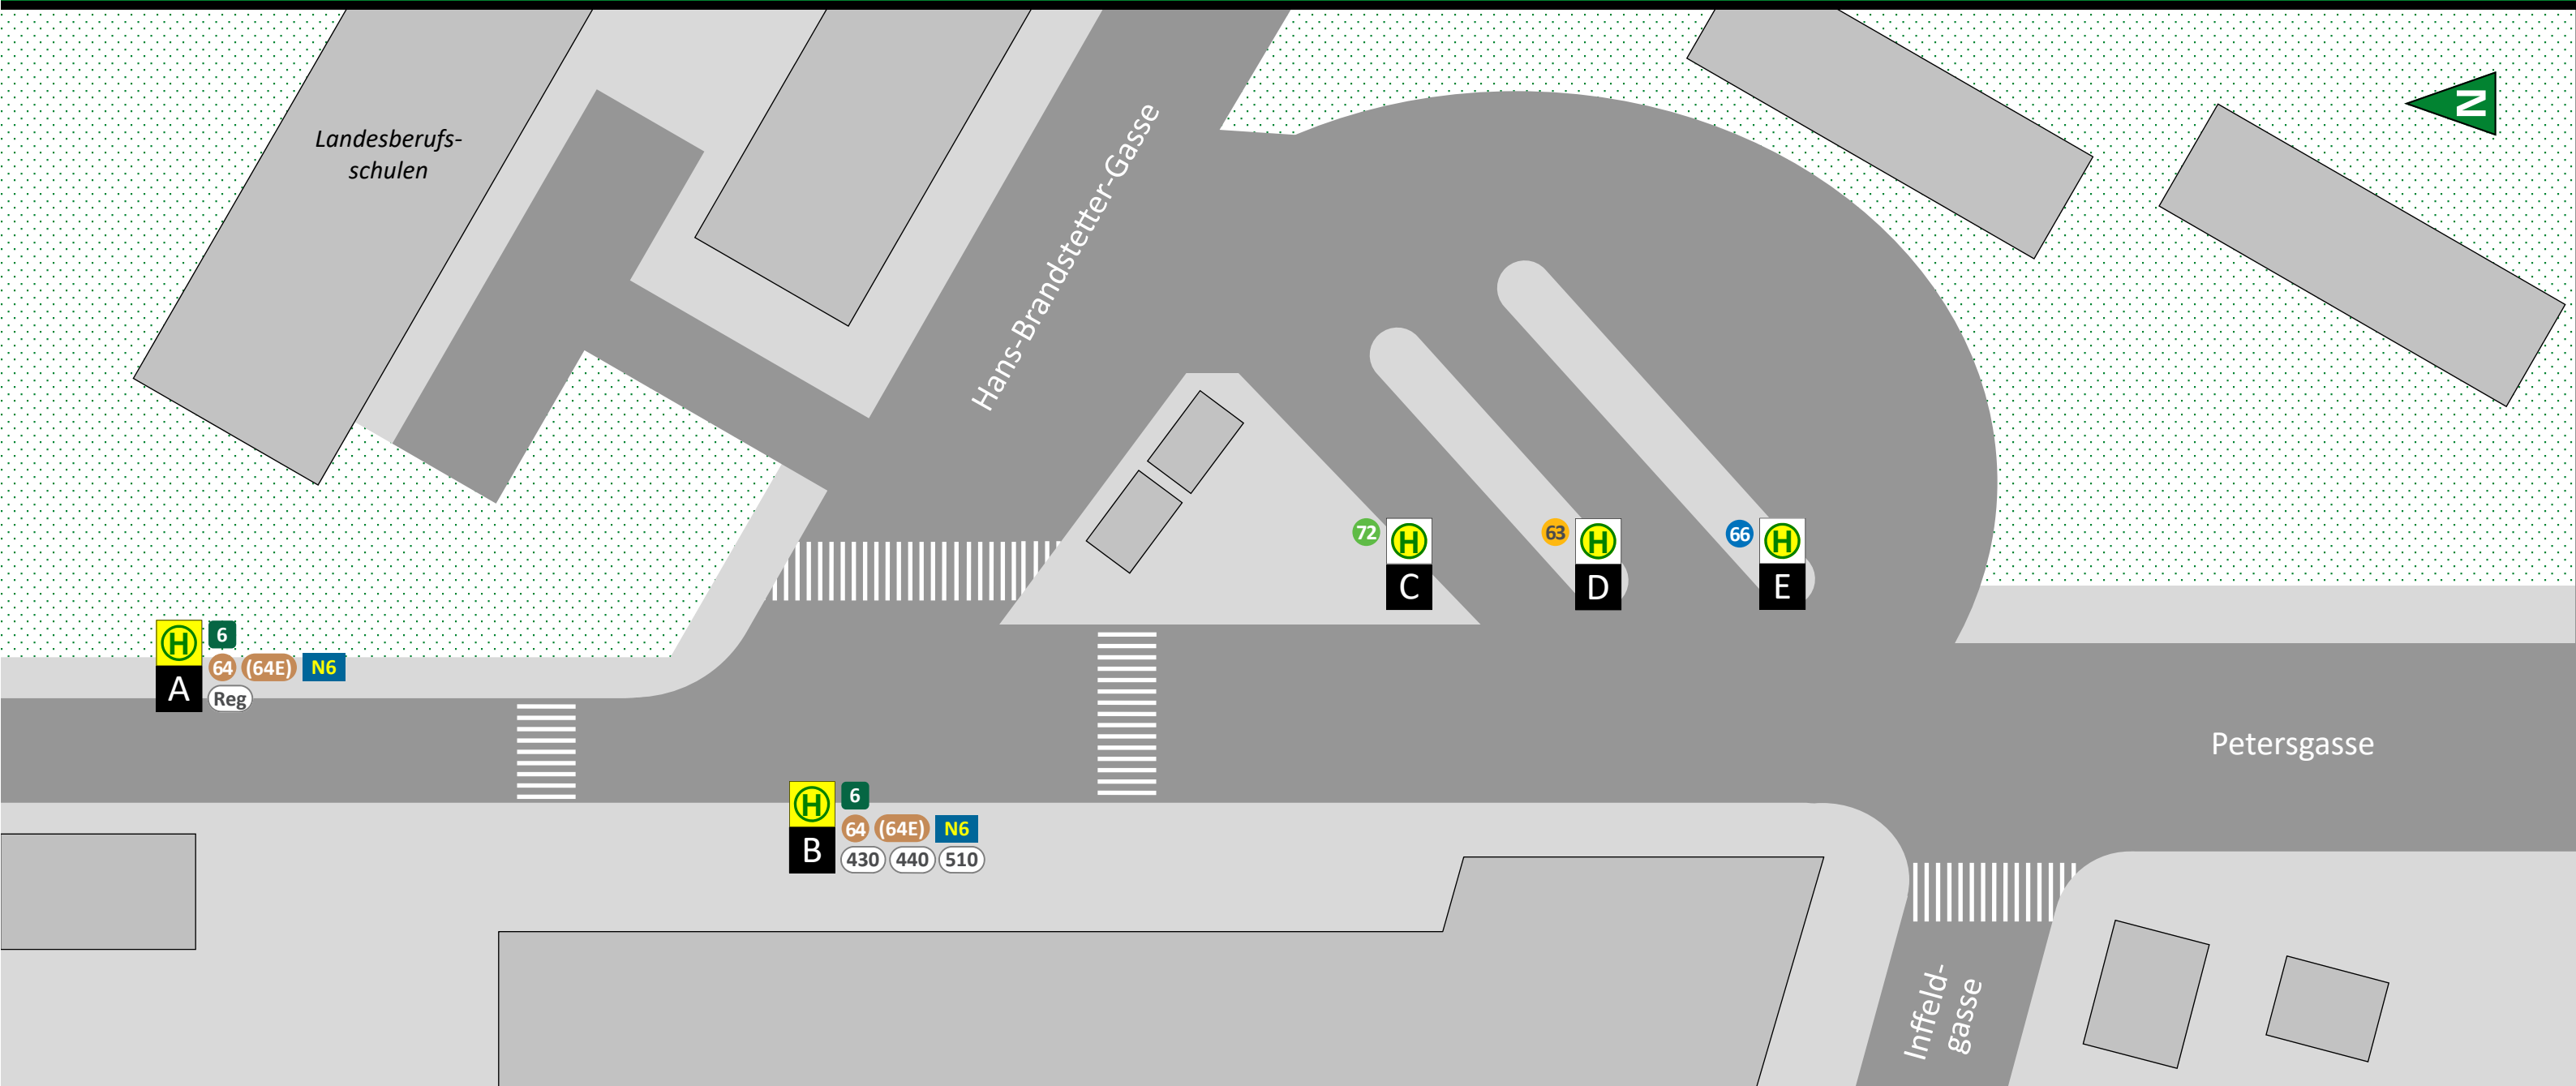 Landesberufs-
schulen
N
Hans-Brandstetter-Gasse
72 H C
63 H D
66 H E
H A
6
64 (64E) N6
Reg
Petersgasse
H B
6
64 (64E) N6
430 440 510
Inffeld-
gasse